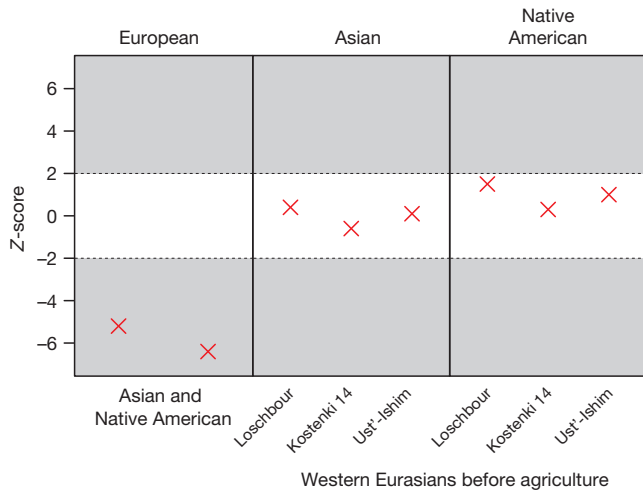 European
Asian
Native
American
Z-score
6
4
2
0
−2
−4
−6
Asian and
Native American
Loschbour
Kostenki 14
Ust'-Ishim
Loschbour
Kostenki 14
Ust'-Ishim
Western Eurasians before agriculture